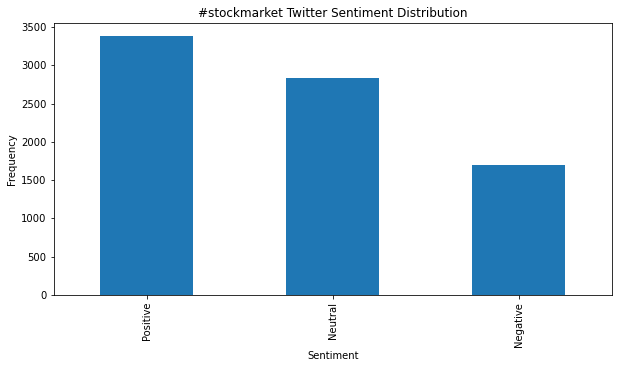 #stockmarket Twitter Sentiment Distribution
3500
3000
2500
2000
1500
1000
500
0
Frequency
Positive
Neutral
Negative
Sentiment